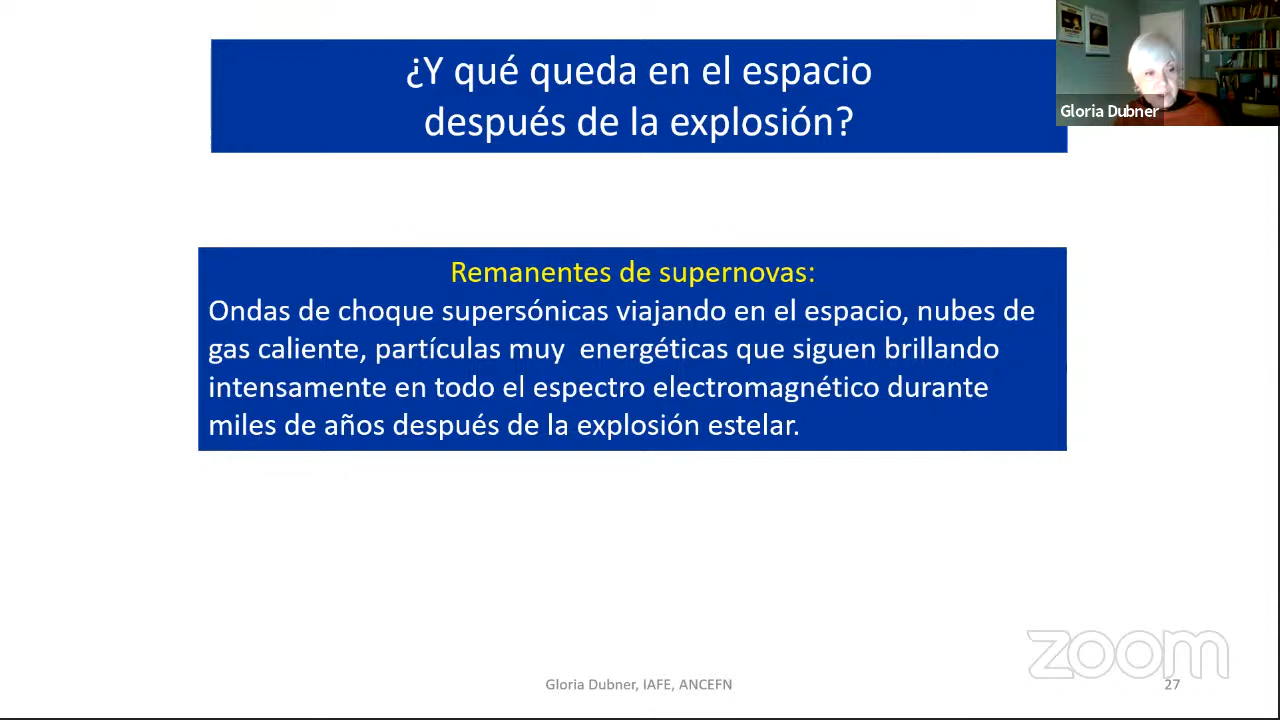 ¿Y qué queda en el espacio
después de la explosión?
Gloria Dubner
Remanentes de supernovas:
Ondas de choque supersónicas viajando en el espacio, nubes de
gas caliente, partículas muy energéticas que siguen brillando
intensamente en todo el espectro electromagnético durante
miles de años después de la explosión estelar.
zoom
Gloria Dubner, IAFE, ANCEFN
27